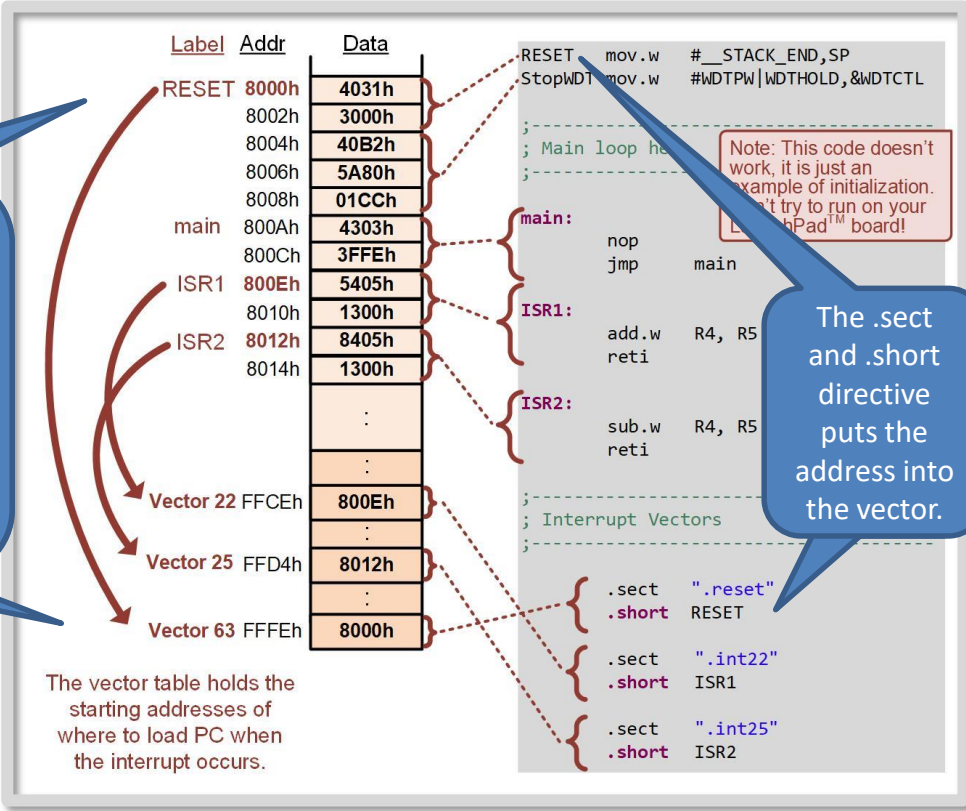 Label Addr Data
RESET 8000h 4031h
8002h 3000h
8004h 40B2h
8006h 5A80h
8008h 01CCh
main 800Ah 4303h
800Ch 3FFEh
ISR1 800Eh 5405h
8010h 1300h
ISR2 8012h 8405h
8014h 1300h
:
:
Vector 22 FFCEh 800Eh
:
Vector 25 FFD4h 8012h
:
Vector 63 FFFEh 8000h
The vector table holds the
starting addresses of
where to load PC when
the interrupt occurs.
RESET mov.w #__STACK_END,SP
StopWDT mov.w #WDTPW|WDTHOLD,&WDTCTL
;----------------------------------------
; Main loop
;----------------------------------------
Note: This code doesn't
work, it is just an
example of initialization.
try to run on your
board!
main:
nop
jmp main
ISR1:
add.w R4, R5
reti
ISR2:
sub.w R4, R5
reti
;----------------------------------------
; Interrupt Vectors
;----------------------------------------
.sect ".reset"
.short RESET
.sect ".int22"
.short ISR1
.sect ".int25"
.short ISR2
The .sect
and .short
directive
puts the
address into
the vector.